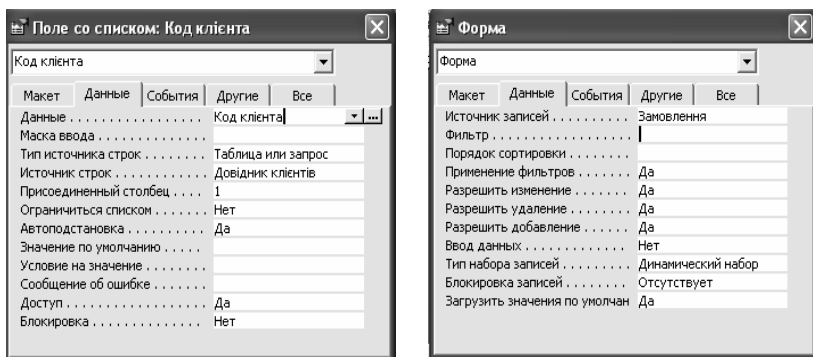 Поле со списком: Код клієнта
Код клієнта
Макет Данные События Другие Все
Данные . . . . . . . . . . . . . . . . . Код клієнта
Маска ввода . . . . . . . . . . . . . .
Тип источника строк . . . . . . . . Таблица или запрос
Источник строк . . . . . . . . . . . . Довідник клієнтів
Присоединенный столбец . . . . 1
Ограничиться списком . . . . . . . Нет
Автоподстановка . . . . . . . . . . Да
Значение по умолчанию . . . . .
Условие на значение . . . . . . . .
Сообщение об ошибке . . . . . . .
Доступ . . . . . . . . . . . . . . . . . Да
Блокировка . . . . . . . . . . . . . . Нет
Форма
Форма
Макет Данные События Другие Все
Источник записей . . . . . . . . . . Замовлення
Фильтр . . . . . . . . . . . . . . . . .
Порядок сортировки . . . . . . . .
Применение фильтров . . . . . . Да
Разрешить изменение . . . . . . . Да
Разрешить удаление . . . . . . . . Да
Разрешить добавление . . . . . . Да
Ввод данных . . . . . . . . . . . . . Нет
Тип набора записей . . . . . . . . . Динамический набор
Блокировка записей . . . . . . . . Отсутствует
Загрузить значения по умолчан Да